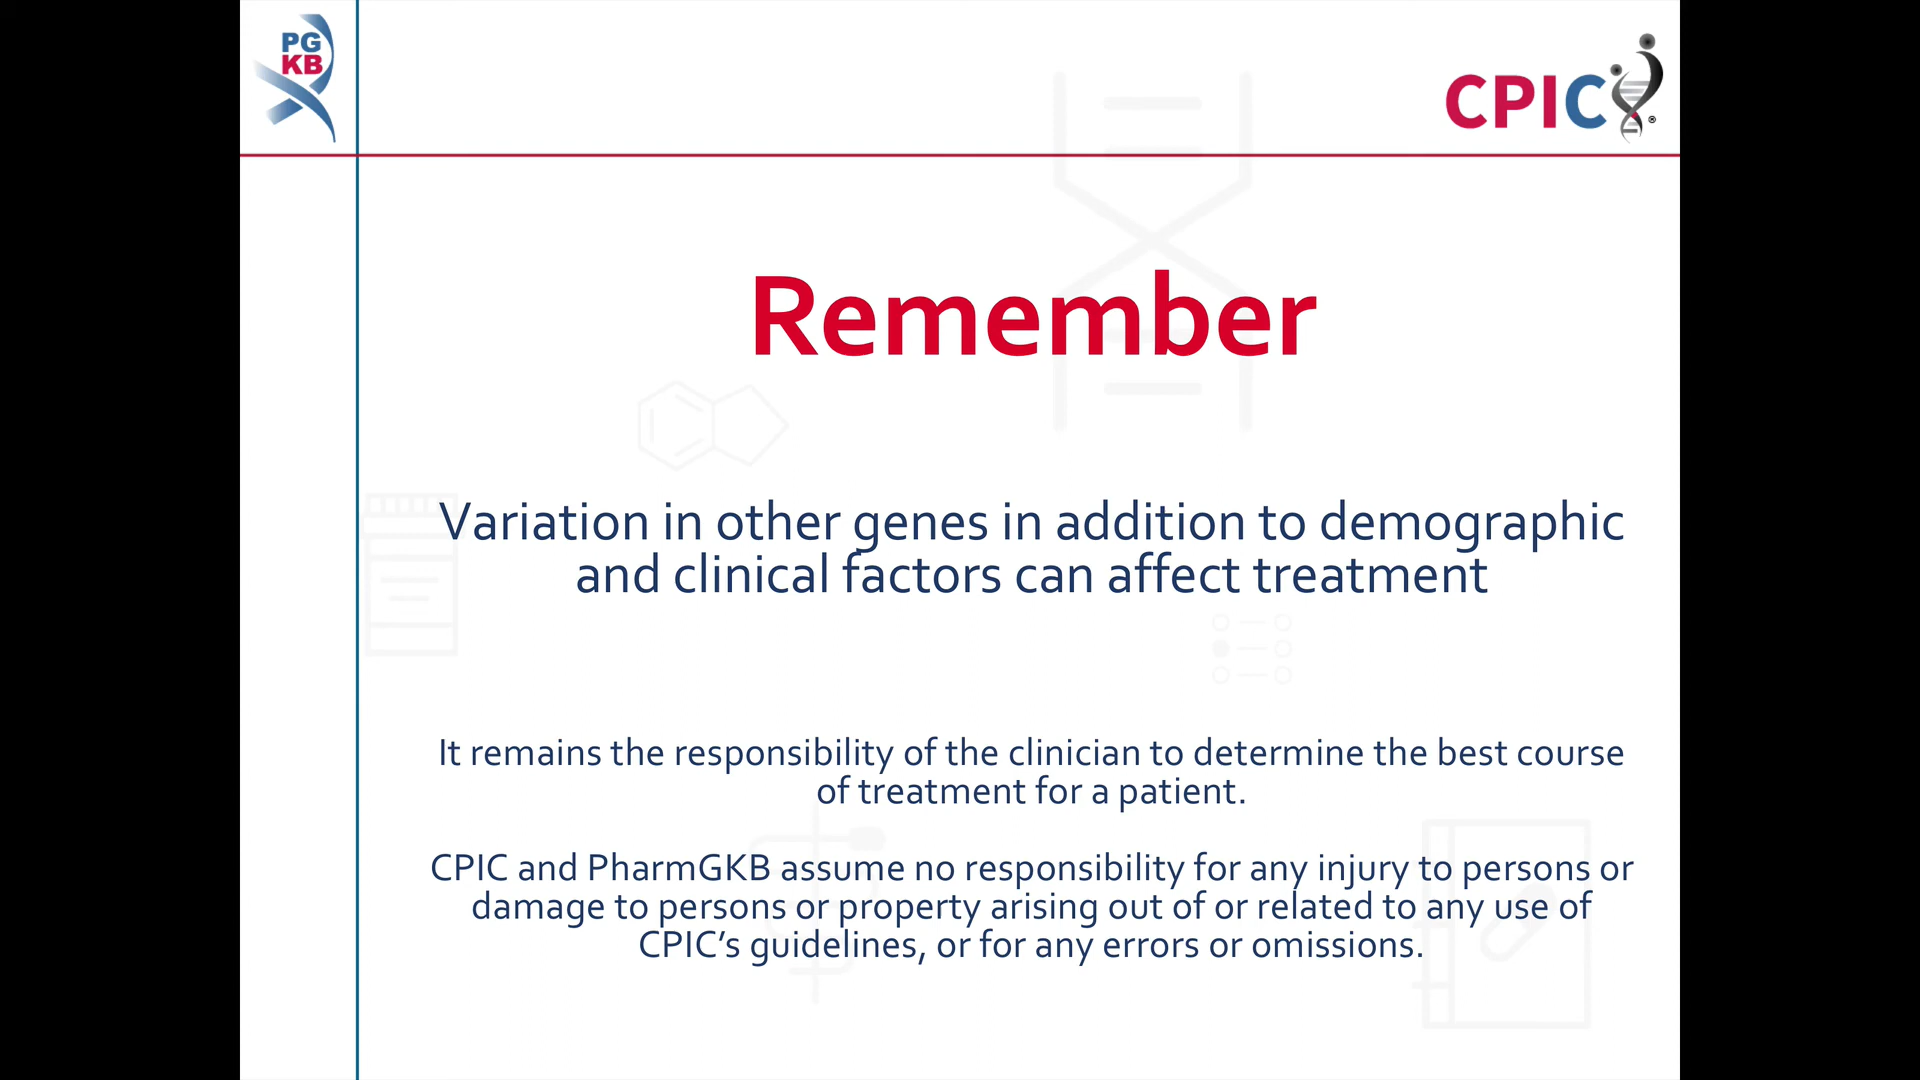 PG
KB
CPIC®
Remember
Variation in other genes in addition to demographic
and clinical factors can affect treatment
It remains the responsibility of the clinician to determine the best course
of treatment for a patient.
CPIC and PharmGKB assume no responsibility for any injury to persons or
damage to persons or property arising out of or related to any use of
CPIC’s guidelines, or for any errors or omissions.